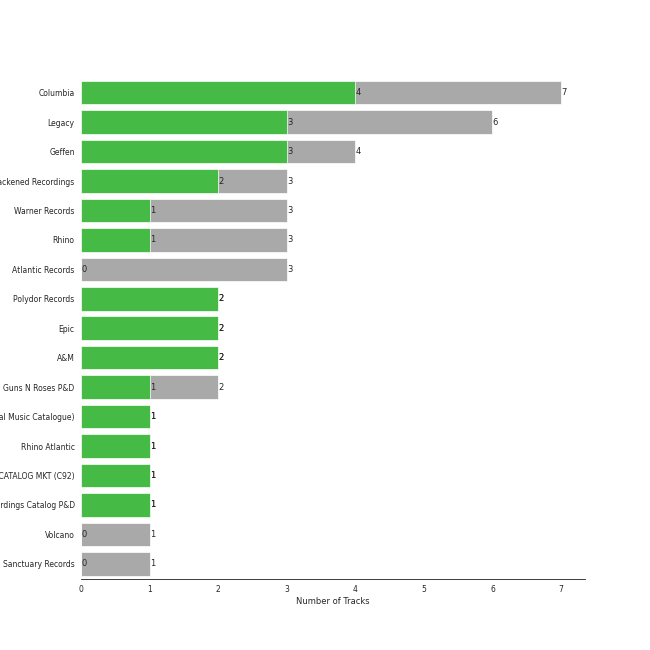 Columbia 4 7
Legacy 3 6
Geffen 3 4
ackened Recordings 2 3
Warner Records 1 3
Rhino 1 3
Atlantic Records 0 3
Polydor Records 2
Epic 2
A&M 2
Guns N Roses P&D 1 2
al Music Catalogue) 1
Rhino Atlantic 1
CATALOG MKT (C92) 1
rdings Catalog P&D 1
Volcano 0 1
Sanctuary Records 0 1
0 1 2 3 4 5 6 7
Number of Tracks